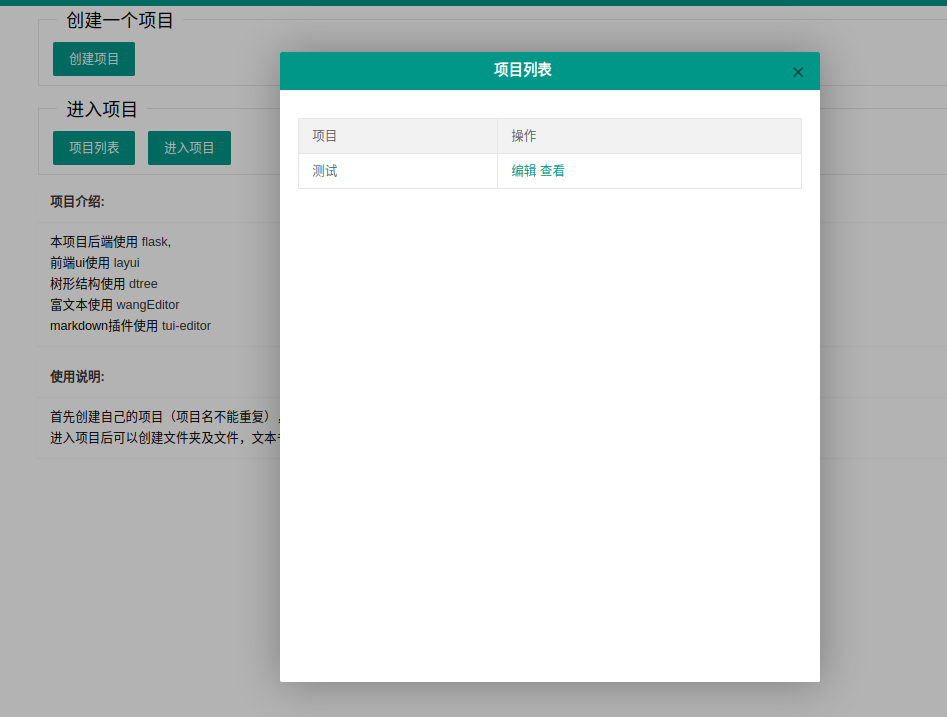 创建一个项目
创建项目
进入项目
项目列表 进入项目
项目介绍:
本项目后端使用 flask,
前端ui使用 layui
树形结构使用 dtree
富文本使用 wangEditor
markdown插件使用 tui-editor
使用说明:
首先创建自己的项目（项目名不能重复），
进入项目后可以创建文件夹及文件，文本
项目列表
项目 操作
测试 编辑 查看